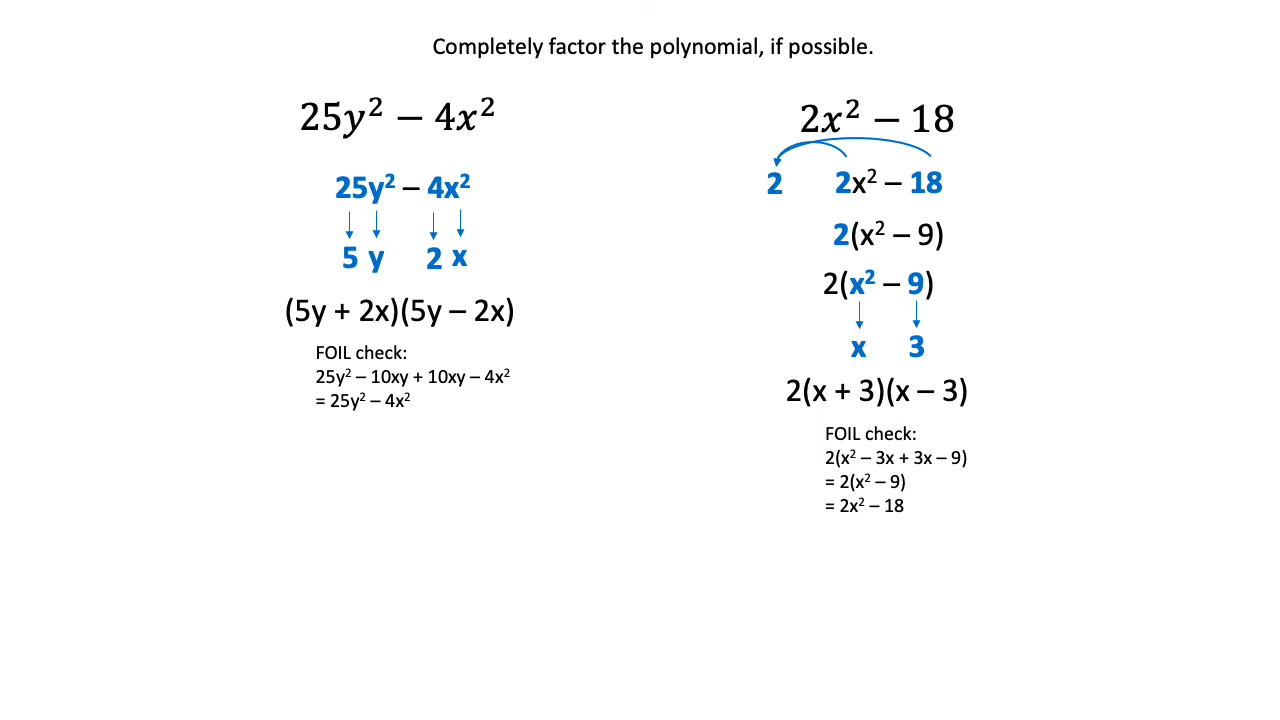 Completely factor the polynomial, if possible.
25y² − 4x²
25y² – 4x²
5 y 2 x
(5y + 2x)(5y – 2x)
FOIL check:
25y² – 10xy + 10xy – 4x²
= 25y² – 4x²
2x² − 18
2 2x² – 18
2(x² – 9)
2(x² – 9)
x 3
2(x + 3)(x – 3)
FOIL check:
2(x² – 3x + 3x – 9)
= 2(x² – 9)
= 2x² – 18